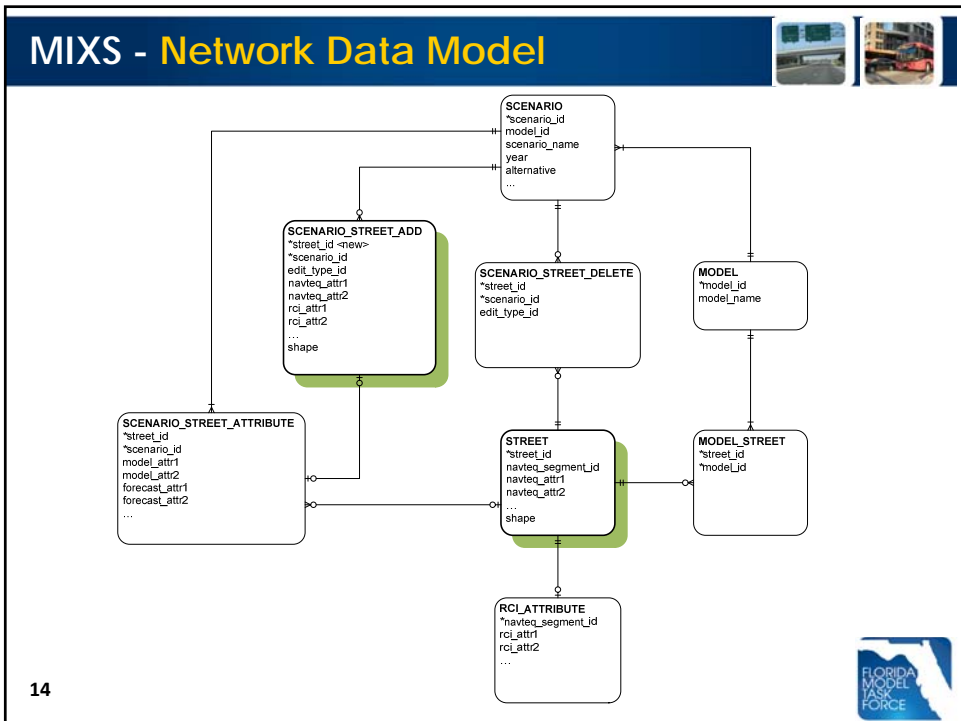 MIXS - Network Data Model
SCENARIO
*scenario_id
model_id
scenario_name
year
alternative
...
SCENARIO_STREET_ADD
*street_id <new>
*scenario_id
edit_type_id
navteq_attr1
navteq_attr2
rci_attr1
rci_attr2
...
shape
SCENARIO_STREET_DELETE
*street_id
*scenario_id
edit_type_id
MODEL
*model_id
model_name
SCENARIO_STREET_ATTRIBUTE
*street_id
*scenario_id
model_attr1
model_attr2
forecast_attr1
forecast_attr2
...
STREET
*street_id
navteq_segment_id
navteq_attr1
navteq_attr2
...
shape
MODEL_STREET
*street_id
*model_id
RCI_ATTRIBUTE
*navteq_segment_id
rci_attr1
rci_attr2
...
14
FLORIDA
MODEL
TASK
FORCE